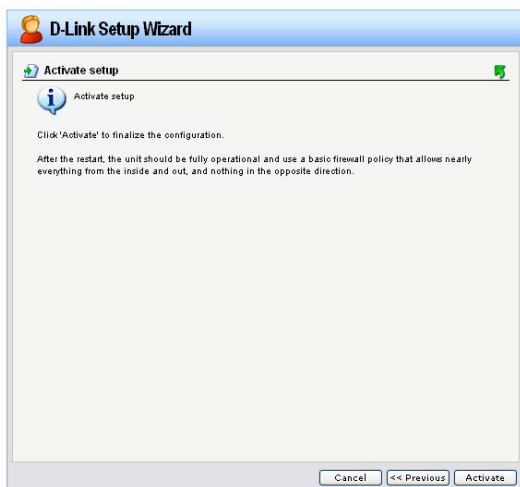 D-Link Setup Wizard
Activate setup
Activate setup
Click 'Activate' to finalize the configuration.
After the restart, the unit should be fully operational and use a basic firewall policy that allows nearly
everything from the inside and out, and nothing in the opposite direction.
Cancel << Previous Activate